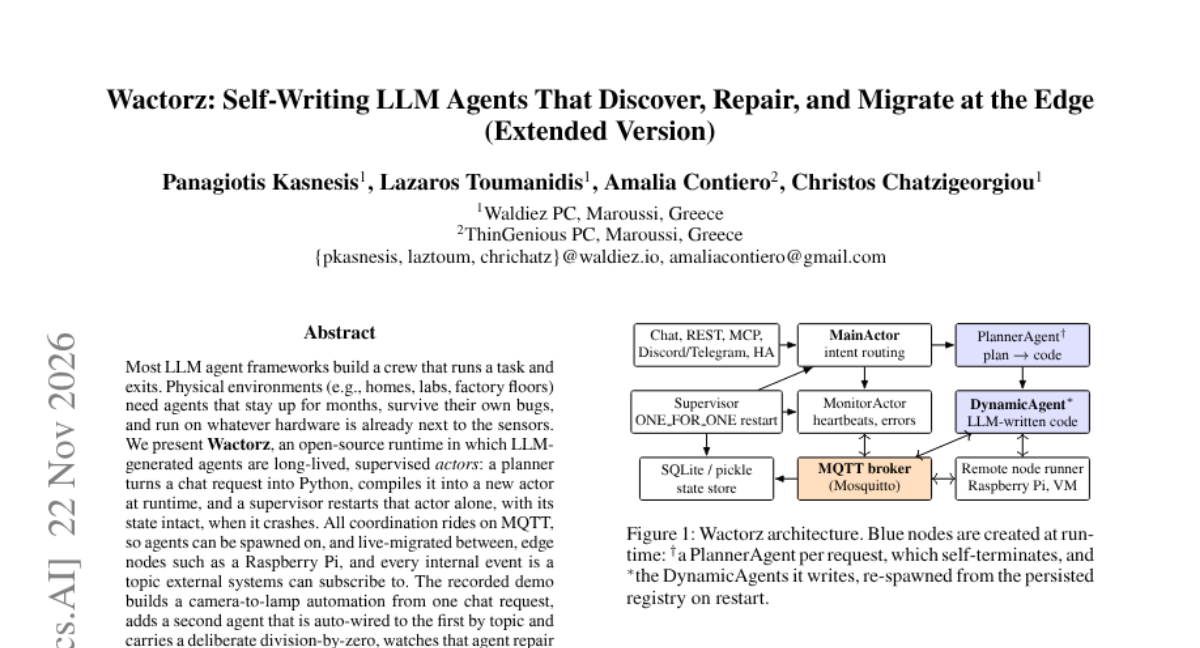 Wactorz: Self-Writing LLM Agents That Discover, Repair, and Migrate at the Edge
(Extended Version)
Panagiotis Kasnesis1, Lazaros Toumanidis1, Amalia Contiero2, Christos Chatzigeorgiou1
1Waldiez PC, Maroussi, Greece
2ThinGenious PC, Maroussi, Greece
{pkasnesis, laztoum, chrichatz}@waldiez.io, amaliacontiero@gmail.com
cs.AI] 22 Nov 2026
Abstract
Most LLM agent frameworks build a crew that runs a task and
exits. Physical environments (e.g., homes, labs, factory floors)
need agents that stay up for months, survive their own bugs,
and run on whatever hardware is already next to the sensors.
We present Wactorz, an open-source runtime in which LLM-
generated agents are long-lived, supervised actors: a planner
turns a chat request into Python, compiles it into a new actor
at runtime, and a supervisor restarts that actor alone, with its
state intact, when it crashes. All coordination rides on MQTT,
so agents can be spawned on, and live-migrated between, edge
nodes such as a Raspberry Pi, and every internal event is a
topic external systems can subscribe to. The recorded demo
builds a camera-to-lamp automation from one chat request,
adds a second agent that is auto-wired to the first by topic and
carries a deliberate division-by-zero, watches that agent repair
Chat, REST, MCP,
Discord/Telegram, HA
MainActor
intent routing
PlannerAgent†
plan → code
Supervisor
ONE_FOR_ONE restart
MonitorActor
heartbeats, errors
DynamicAgent*
LLM-written code
SQLite / pickle
state store
MQTT broker
(Mosquitto)
Remote node runner
Raspberry Pi, VM
Figure 1: Wactorz architecture. Blue nodes are created at run-
time: †a PlannerAgent per request, which self-terminates, and
*the DynamicAgents it writes, re-spawned from the persisted
registry on restart.